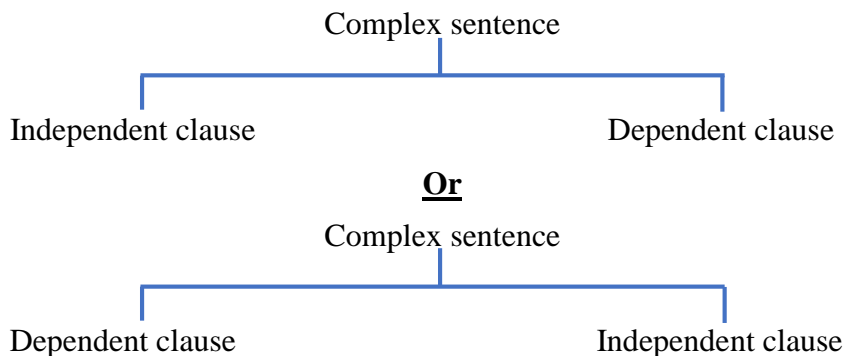 Complex sentence
Independent clause Dependent clause
Or
Complex sentence
Dependent clause Independent clause